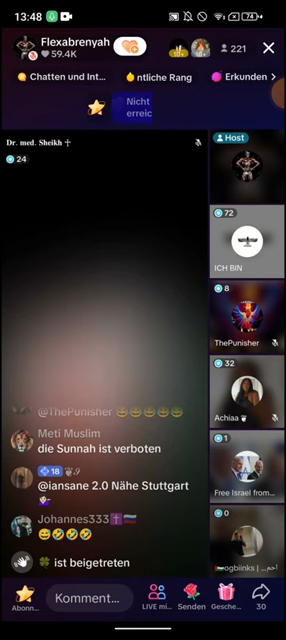 13:48
74
Flexabrenyah
59.4K
10+
221
Chatten und Int...
ntliche Rang
Erkunden >
Nicht
erreic
Dr. med. Sheikh ☥
24
Host
72
ICH BIN
8
ThePunisher
32
Achiaa
1
Free Israel from...
0
@ThePunisher 😂😂😂😂😂
Meti Muslim
die Sunnah ist verboten
18
@iansane 2.0 Nähe Stuttgart
Johannes333✝️🇷🇺
😄🤣🤣🤣
🍀 ist beigetreten
Abonn...
Komment...
LIVE mi...
Senden
Gesche...
30